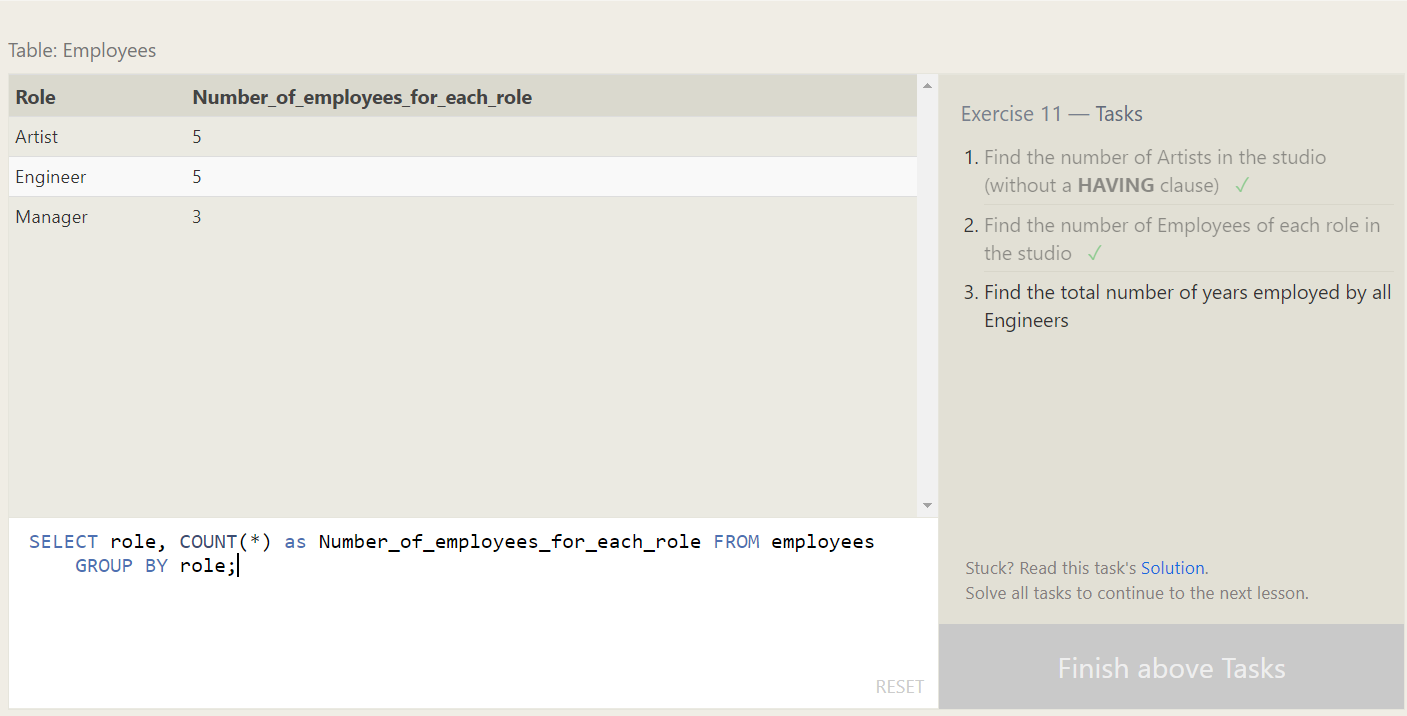 Table: Employees
Role Number_of_employees_for_each_role
Artist 5
Engineer 5
Manager 3
SELECT role, COUNT(*) as Number_of_employees_for_each_role FROM employees
GROUP BY role;
RESET
Exercise 11 — Tasks
1. Find the number of Artists in the studio
(without a HAVING clause) ✓
2. Find the number of Employees of each role in
the studio ✓
3. Find the total number of years employed by all
Engineers
Stuck? Read this task's Solution.
Solve all tasks to continue to the next lesson.
Finish above Tasks